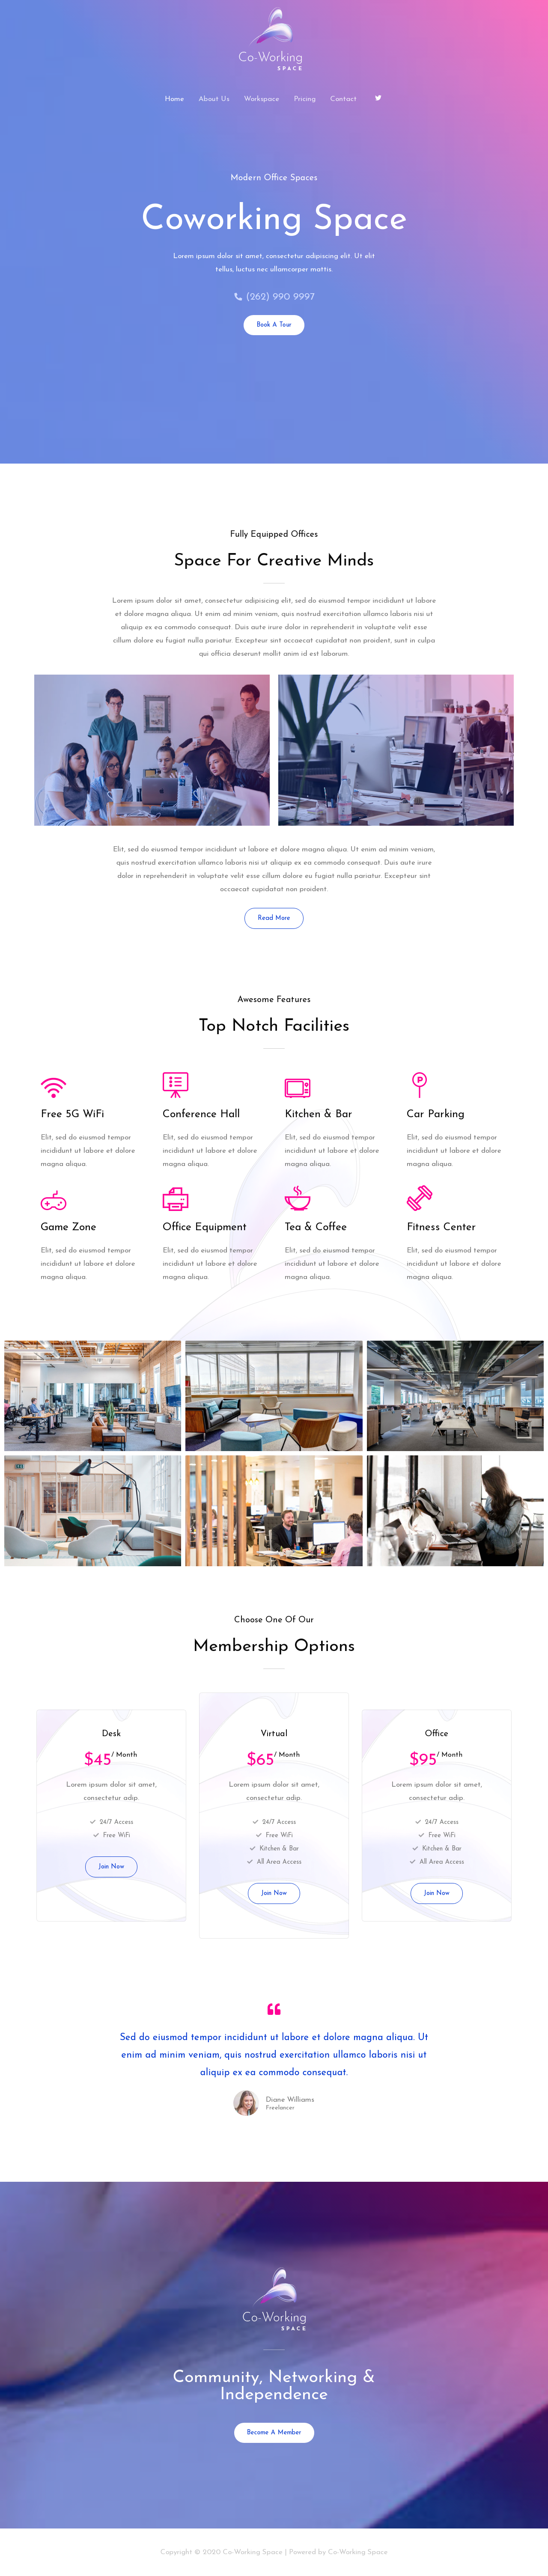 Co-Working
SPACE
Home About Us Workspace Pricing Contact
Modern Office Spaces
Coworking Space
Lorem ipsum dolor sit amet, consectetur adipiscing elit. Ut elit
tellus, luctus nec ullamcorper mattis.
(262) 990 9997
Book A Tour
Fully Equipped Offices
Space For Creative Minds
Lorem ipsum dolor sit amet, consectetur adipisicing elit, sed do eiusmod tempor incididunt ut labore
et dolore magna aliqua. Ut enim ad minim veniam, quis nostrud exercitation ullamco laboris nisi ut
aliquip ex ea commodo consequat. Duis aute irure dolor in reprehenderit in voluptate velit esse
cillum dolore eu fugiat nulla pariatur. Excepteur sint occaecat cupidatat non proident, sunt in culpa
qui officia deserunt mollit anim id est laborum.
Elit, sed do eiusmod tempor incididunt ut labore et dolore magna aliqua. Ut enim ad minim veniam,
quis nostrud exercitation ullamco laboris nisi ut aliquip ex ea commodo consequat. Duis aute irure
dolor in reprehenderit in voluptate velit esse cillum dolore eu fugiat nulla pariatur. Excepteur sint
occaecat cupidatat non proident.
Read More
Awesome Features
Top Notch Facilities
Free 5G WiFi
Elit, sed do eiusmod tempor
incididunt ut labore et dolore
magna aliqua.
Conference Hall
Elit, sed do eiusmod tempor
incididunt ut labore et dolore
magna aliqua.
Kitchen & Bar
Elit, sed do eiusmod tempor
incididunt ut labore et dolore
magna aliqua.
P
Car Parking
Elit, sed do eiusmod tempor
incididunt ut labore et dolore
magna aliqua.
Game Zone
Elit, sed do eiusmod tempor
incididunt ut labore et dolore
magna aliqua.
Office Equipment
Elit, sed do eiusmod tempor
incididunt ut labore et dolore
magna aliqua.
Tea & Coffee
Elit, sed do eiusmod tempor
incididunt ut labore et dolore
magna aliqua.
Fitness Center
Elit, sed do eiusmod tempor
incididunt ut labore et dolore
magna aliqua.
Choose One Of Our
Membership Options
Desk
$45/ Month
Lorem ipsum dolor sit amet,
consectetur adip.
24/7 Access
Free WiFi
Join Now
Virtual
$65/ Month
Lorem ipsum dolor sit amet,
consectetur adip.
24/7 Access
Free WiFi
Kitchen & Bar
All Area Access
Join Now
Office
$95/ Month
Lorem ipsum dolor sit amet,
consectetur adip.
24/7 Access
Free WiFi
Kitchen & Bar
All Area Access
Join Now
Sed do eiusmod tempor incididunt ut labore et dolore magna aliqua. Ut
enim ad minim veniam, quis nostrud exercitation ullamco laboris nisi ut
aliquip ex ea commodo consequat.
Diane Williams
Freelancer
Co-Working
SPACE
Community, Networking &
Independence
Become A Member
Copyright © 2020 Co-Working Space | Powered by Co-Working Space